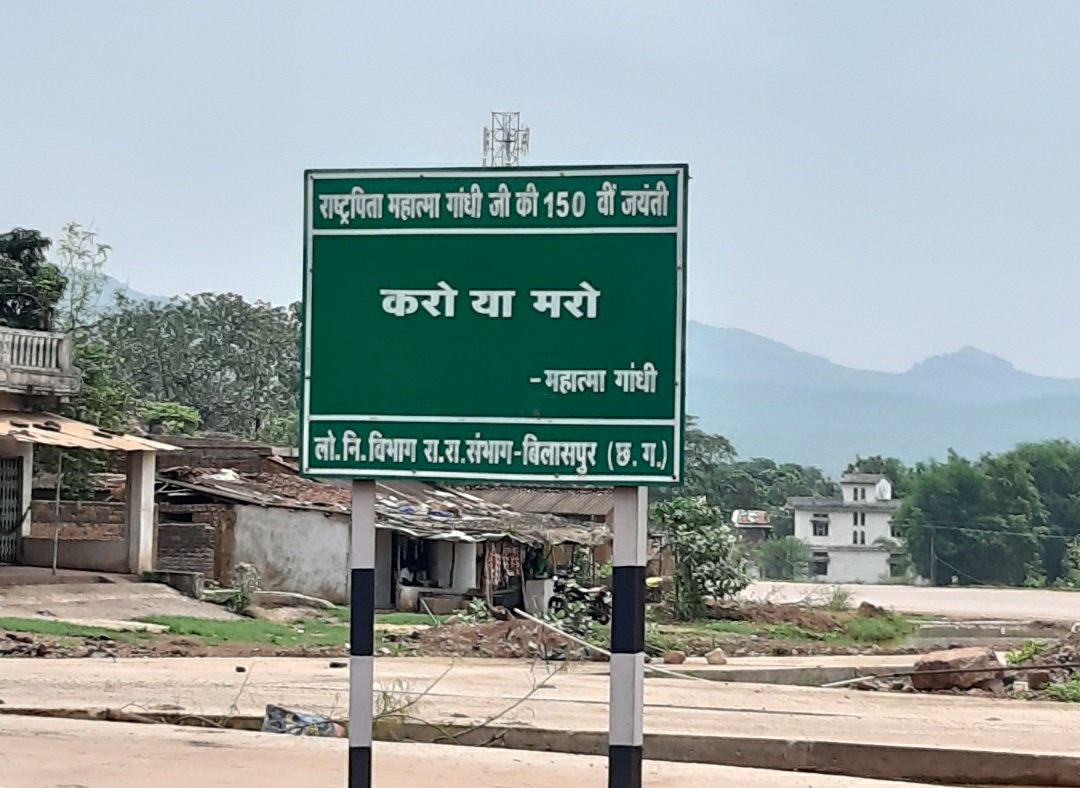 राष्ट्रपिता महात्मा गांधी जी की 150 वीं जयंती
करो या मरो
-महात्मा गांधी
लो.नि.विभाग रा.रा.संभाग-बिलासपुर (छ.ग.)